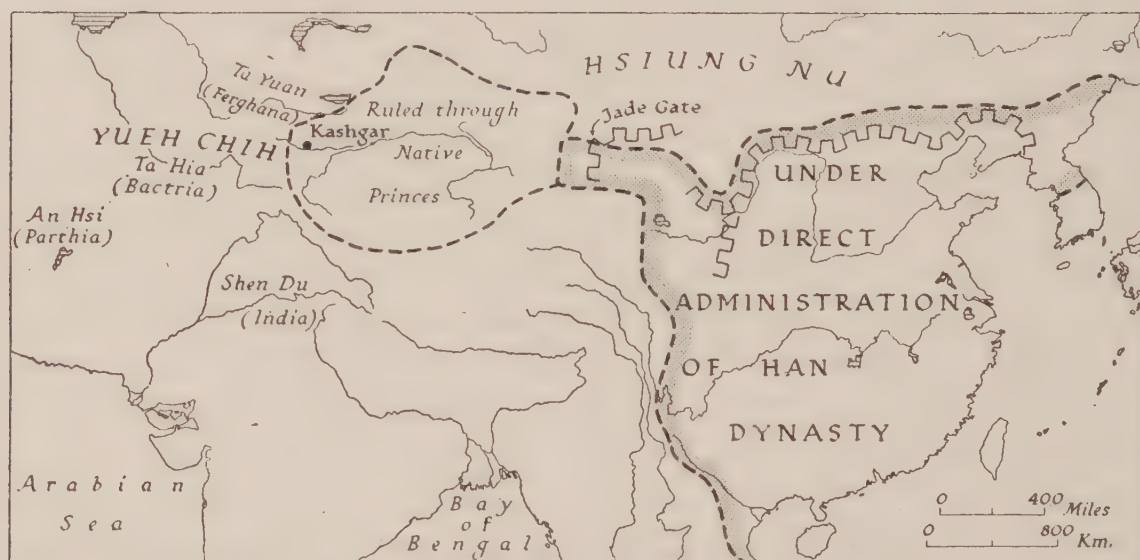 HSIUNG NU
Ta Yuan
(Ferghana)
Jade Gate
Ruled through
Kashgar
YUEH CHIH
Native
Ta Hia
(Bactria)
Princes
UNDER
An Hsi
(Parthia)
DIRECT
Shen Du
(India)
ADMINISTRATION
OF HAN
DYNASTY
Arabian
Sea
Bay
of
Bengal
0 400 Miles
0 800 Km.